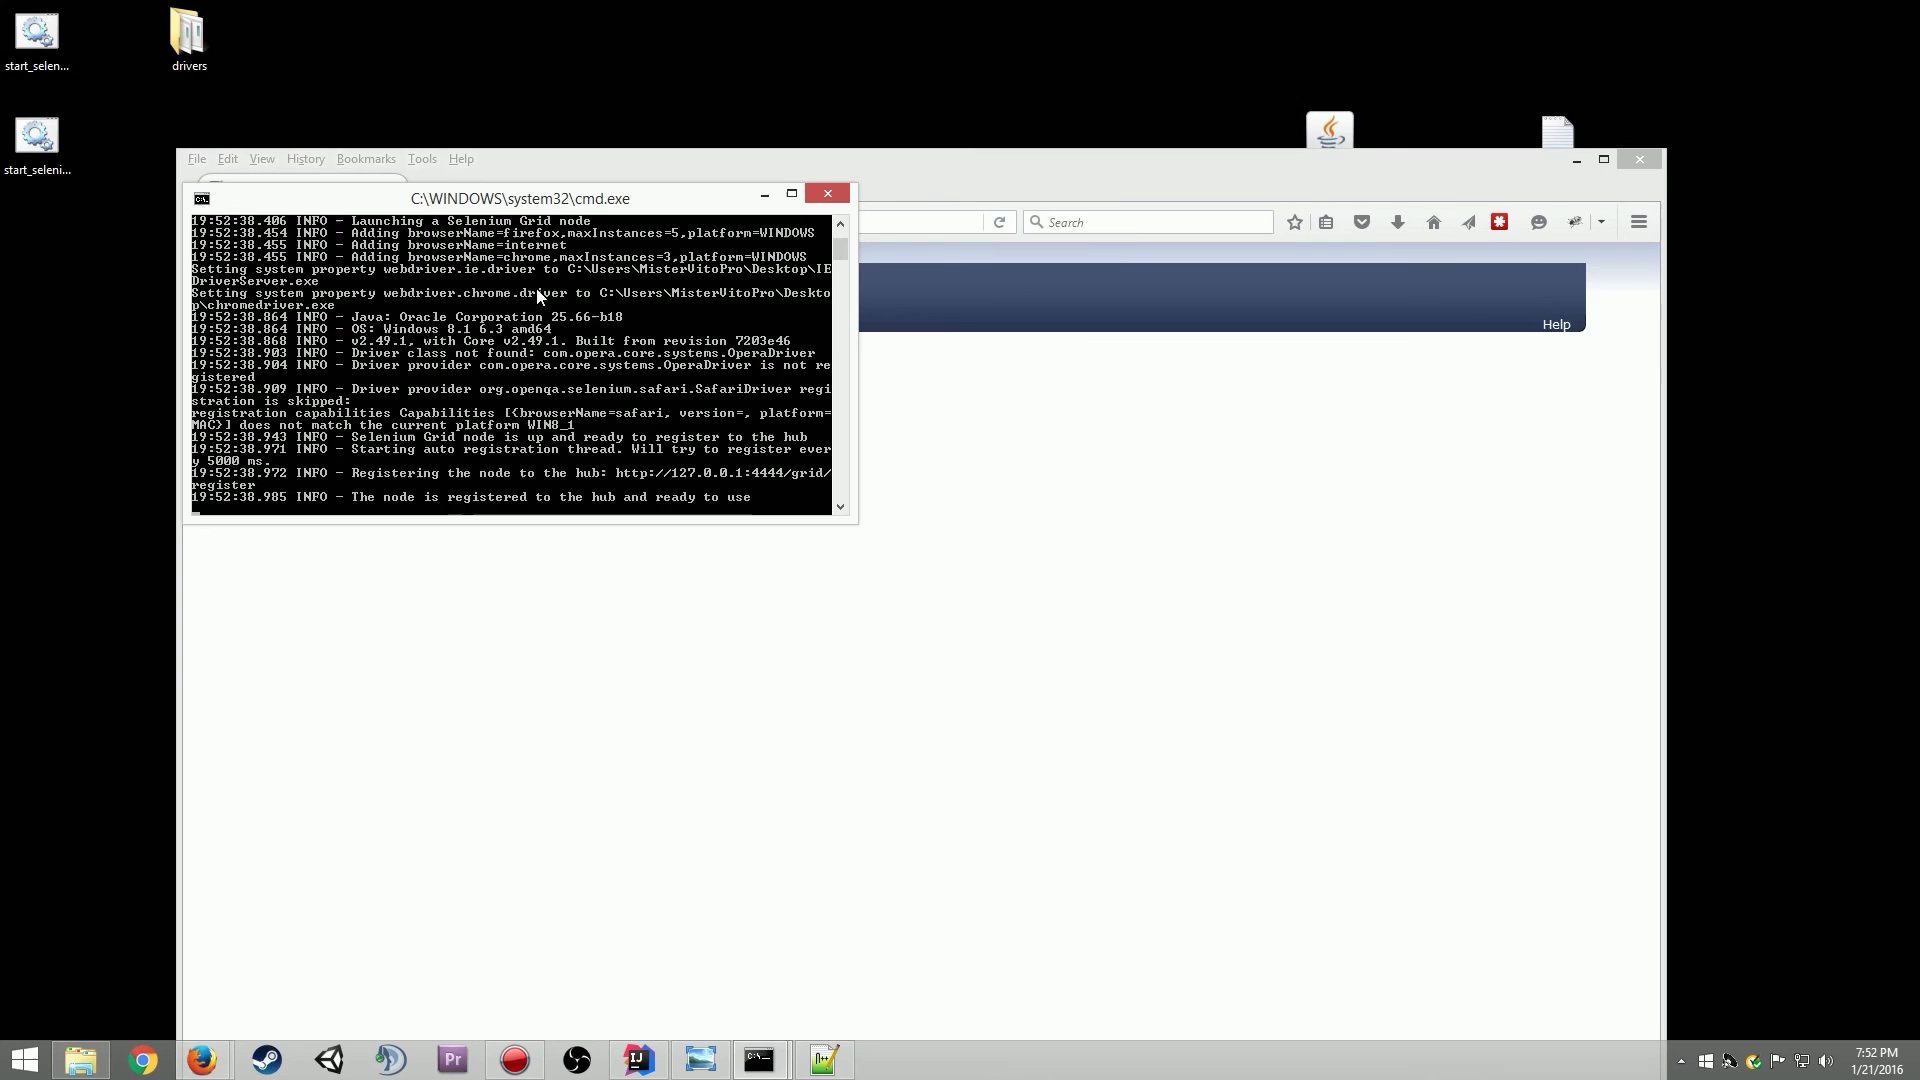 start_selen...
drivers
start_seleni...
File Edit View History Bookmarks Tools Help
C:\WINDOWS\system32\cmd.exe
19:52:38.406 INFO - Launching a Selenium Grid node
19:52:38.454 INFO - Adding browserName=firefox,maxInstances=5,platform=WINDOWS
19:52:38.455 INFO - Adding browserName=internet
19:52:38.455 INFO - Adding browserName=chrome,maxInstances=3,platform=WINDOWS
Setting system property webdriver.ie.driver to C:\Users\MisterVitoPro\Desktop\IE
DriverServer.exe
Setting system property webdriver.chrome.driver to C:\Users\MisterVitoPro\Deskto
p\chromedriver.exe
19:52:38.864 INFO - Java: Oracle Corporation 25.66-b18
19:52:38.864 INFO - OS: Windows 8.1 6.3 amd64
19:52:38.868 INFO - v2.49.1, with Core v2.49.1. Built from revision 7203e46
19:52:38.903 INFO - Driver class not found: com.opera.core.systems.OperaDriver
19:52:38.904 INFO - Driver provider com.opera.core.systems.OperaDriver is not re
gistered
19:52:38.909 INFO - Driver provider org.openqa.selenium.safari.SafariDriver regi
stration is skipped:
registration capabilities Capabilities [{browserName=safari, version=, platform=
MAC}] does not match the current platform WIN8_1
19:52:38.943 INFO - Selenium Grid node is up and ready to register to the hub
19:52:38.971 INFO - Starting auto registration thread. Will try to register ever
y 5000 ms.
19:52:38.972 INFO - Registering the node to the hub: http://127.0.0.1:4444/grid/
register
19:52:38.985 INFO - The node is registered to the hub and ready to use
Search
Help
7:52 PM
1/21/2016